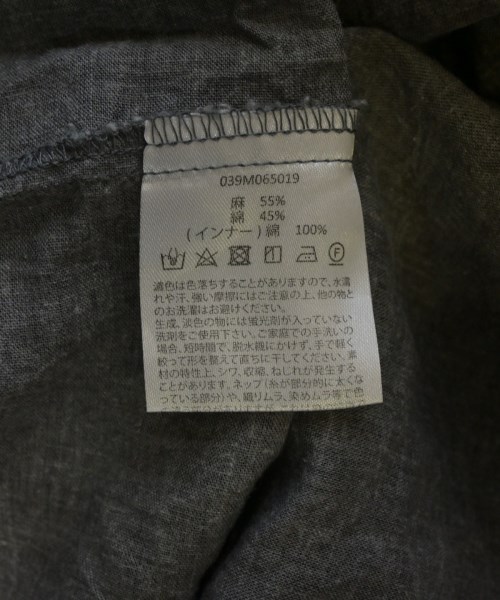 039M065019
麻 55%
綿 45%
(インナー) 綿 100%
F
濃色は色落ちすることがありますので、水濡
れや汗、強い摩擦にはご注意の上、他の物と
のお洗濯はお避けください。
生成、淡色の物には蛍光剤が入っていない
洗剤をご使用下さい。ご家庭での手洗いの
場合、短時間で、脱水機にかけず、手で軽く
絞って形を整えて直ちに干してください。素
材の特性上、シワ、収縮、ねじれが発生する
ことがあります。ネップ(糸が部分的に太くな
っている部分)や、織りムラ、染めムラ等で色